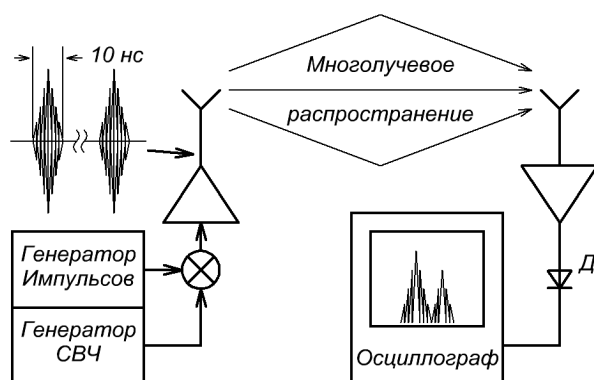 10 нс
Многолучевое
распространение
Генератор
Импульсов
Генератор
СВЧ
Д
Осциллограф